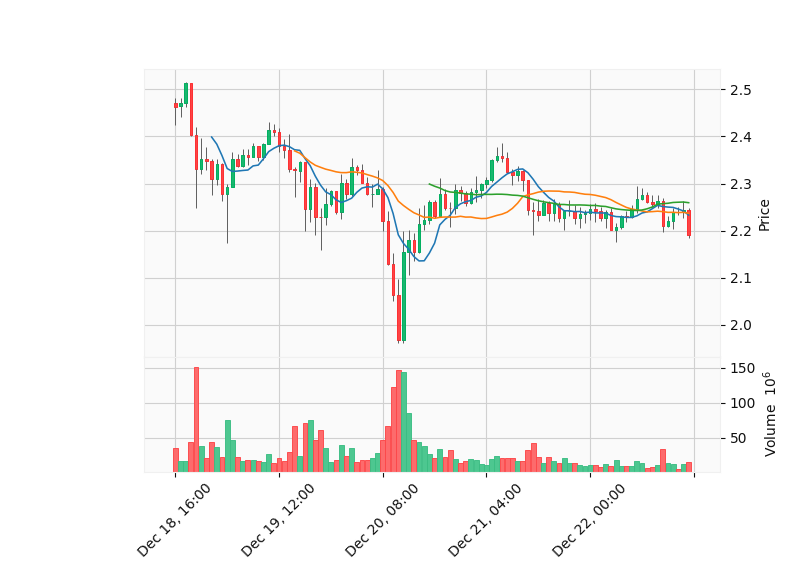 2.5
2.4
2.3
2.2
2.1
2.0
Price
150
100
50
Volume 10^6
Dec 18, 16:00
Dec 19, 12:00
Dec 20, 08:00
Dec 21, 04:00
Dec 22, 00:00